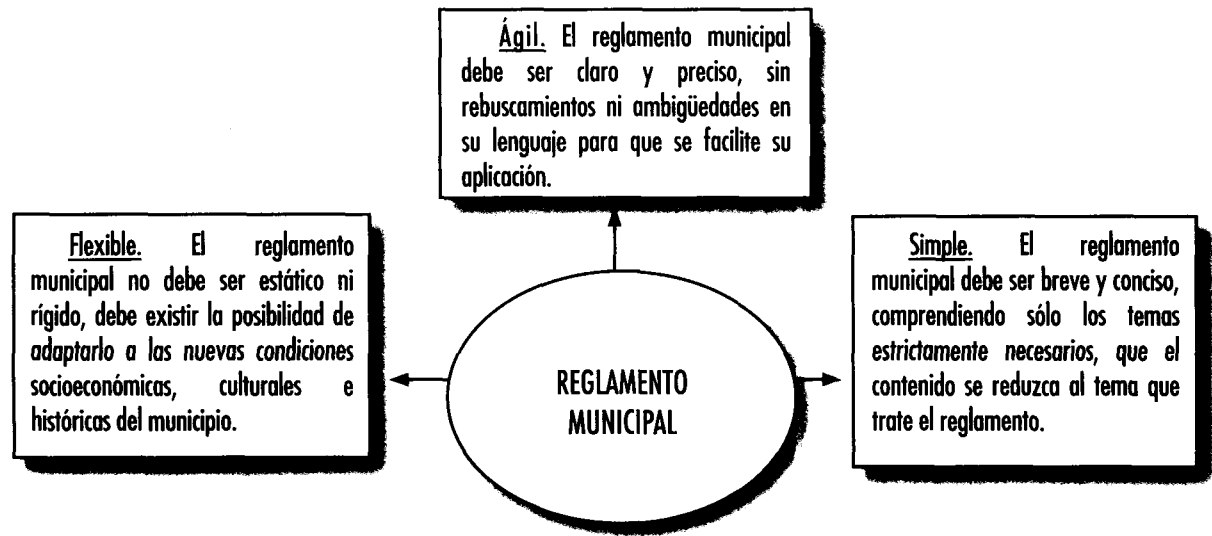 Ágil. El reglamento municipal
debe ser claro y preciso, sin
rebuscamientos ni ambigüedades en
su lenguaje para que se facilite su
aplicación.
Flexible. El reglamento
municipal no debe ser estático ni
rígido, debe existir la posibilidad de
adaptarlo a las nuevas condiciones
socioeconómicas, culturales e
históricas del municipio.
REGLAMENTO
MUNICIPAL
Simple. El reglamento
municipal debe ser breve y conciso,
comprendiendo sólo los temas
estrictamente necesarios, que el
contenido se reduzca al tema que
trate el reglamento.